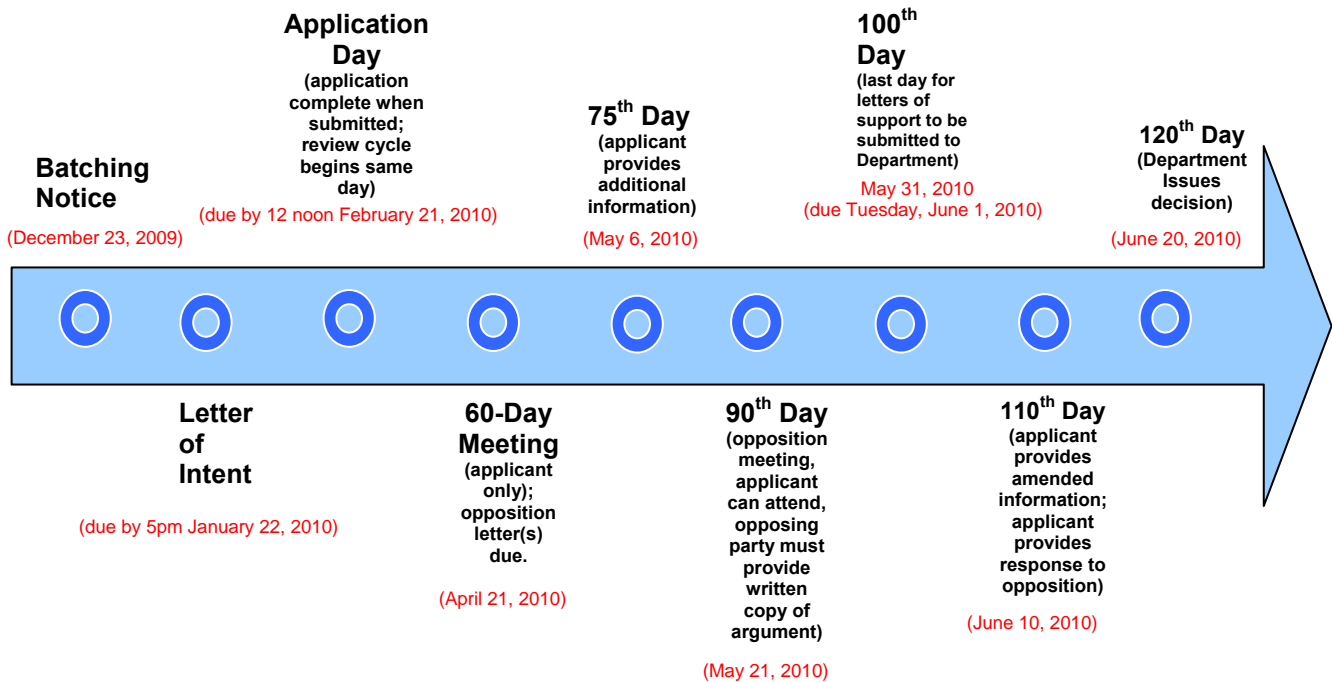 Batching
Notice
(December 23, 2009)
Letter
of
Intent
(due by 5pm January 22, 2010)
Application
Day
(application
complete when
submitted;
review cycle
begins same
day)
(due by 12 noon February 21, 2010)
60-Day
Meeting
(applicant
only);
opposition
letter(s)
due.
(April 21, 2010)
75th Day
(applicant
provides
additional
information)
(May 6, 2010)
90th Day
(opposition
meeting,
applicant
can attend,
opposing
party must
provide
written
copy of
argument)
(May 21, 2010)
100th
Day
(last day for
letters of
support to be
submitted to
Department)
May 31, 2010
(due Tuesday, June 1, 2010)
110th Day
(applicant
provides
amended
information;
applicant
provides
response to
opposition)
(June 10, 2010)
120th Day
(Department
Issues
decision)
(June 20, 2010)